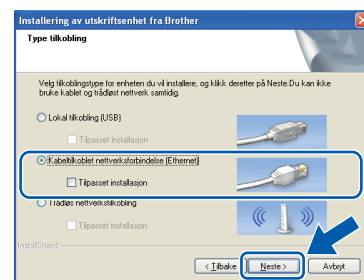 Installering av utskriftsenhet fra Brother
Type tilkobling
Velg tilkoblingstype for enheten du vil installere, og klikk deretter på Neste.Du kan ikke
bruke kablet og trådløst nettverk samtidig.
Lokal tilkobling (USB)
Tilpasset installasjon
Kabeltilkoblet nettverksforbindelse (Ethernet)
Tilpasset installasjon
Trådløs nettverkstilkobling
Tilpasset installasjon
InstallShield
< Tilbake Neste > Avbryt